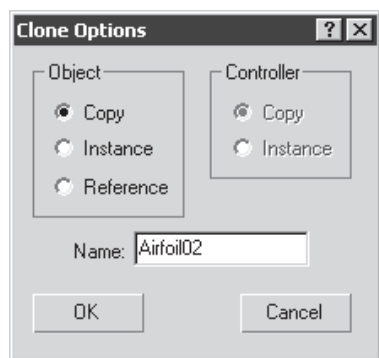 Clone Options
Object
Copy
Instance
Reference
Controller
Copy
Instance
Name: Airfoil02
OK
Cancel